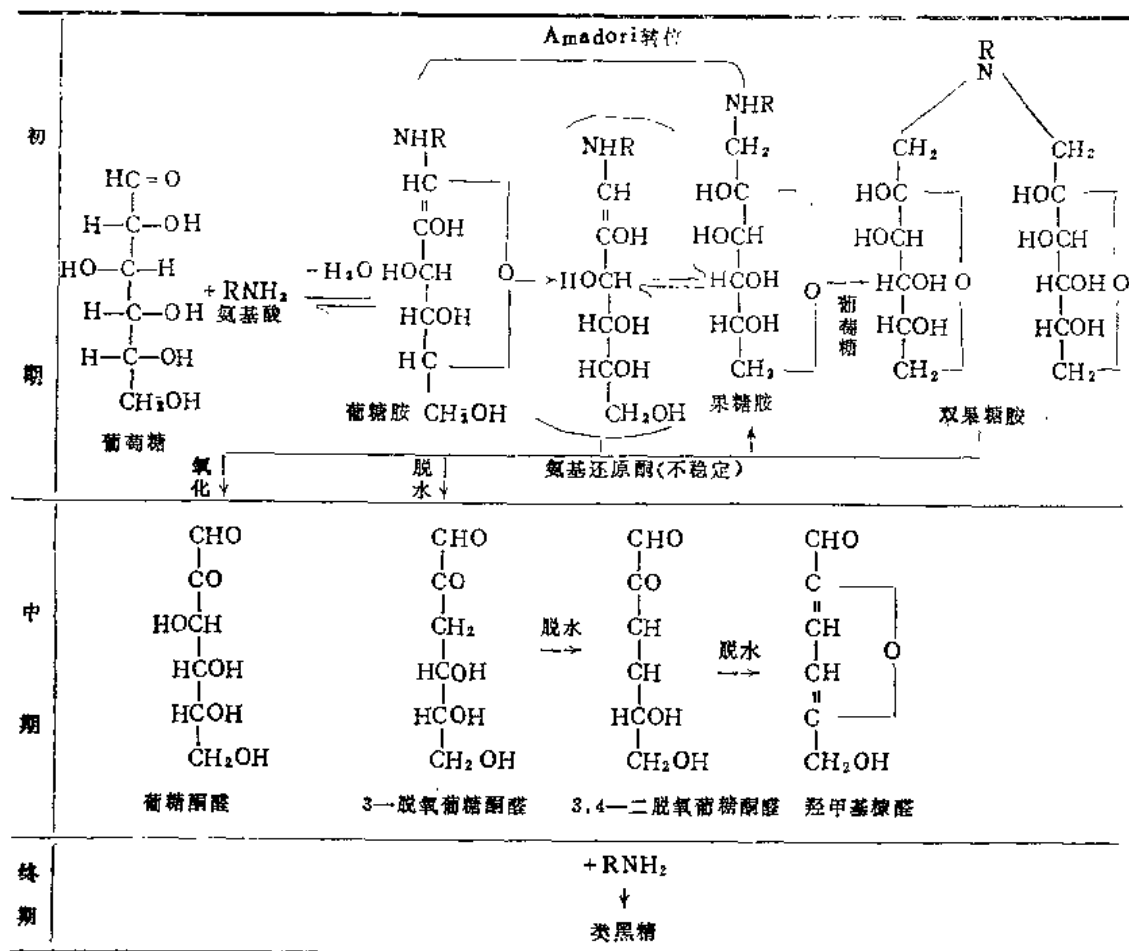 Amadori转位
初
期
HC=O
H—C—OH
HO—C—H
H—C—OH
H—C—OH
CH₂OH
葡萄糖
+ RNH₂
氨基酸
−H₂O
NHR
HC
COH
HOCH
HCOH
HC
CH₂OH
O
葡糖胺
NHR
CH
COH
HOCH
HCOH
HCOH
CH₂OH
氨基还原酮(不稳定)
NHR
CH₂
HOC
HOCH
HCOH
HCOH
CH₂
O
果糖胺
葡萄糖
R
N
CH₂
HOC
HOCH
HCOH
HCOH
CH₂
O
CH₂
HOC
HOCH
HCOH
HCOH
CH₂
O
双果糖胺
氧化
脱水
中
期
CHO
CO
HOCH
HCOH
HCOH
CH₂OH
葡糖酮醛
CHO
CO
CH₂
HCOH
HCOH
CH₂OH
3—脱氧葡糖酮醛
脱水
CHO
CO
CH
CH
HCOH
CH₂OH
3,4—二脱氧葡糖酮醛
脱水
CHO
C
CH
CH
C
CH₂OH
O
羟甲基糠醛
终
期
+RNH₂
类黑精